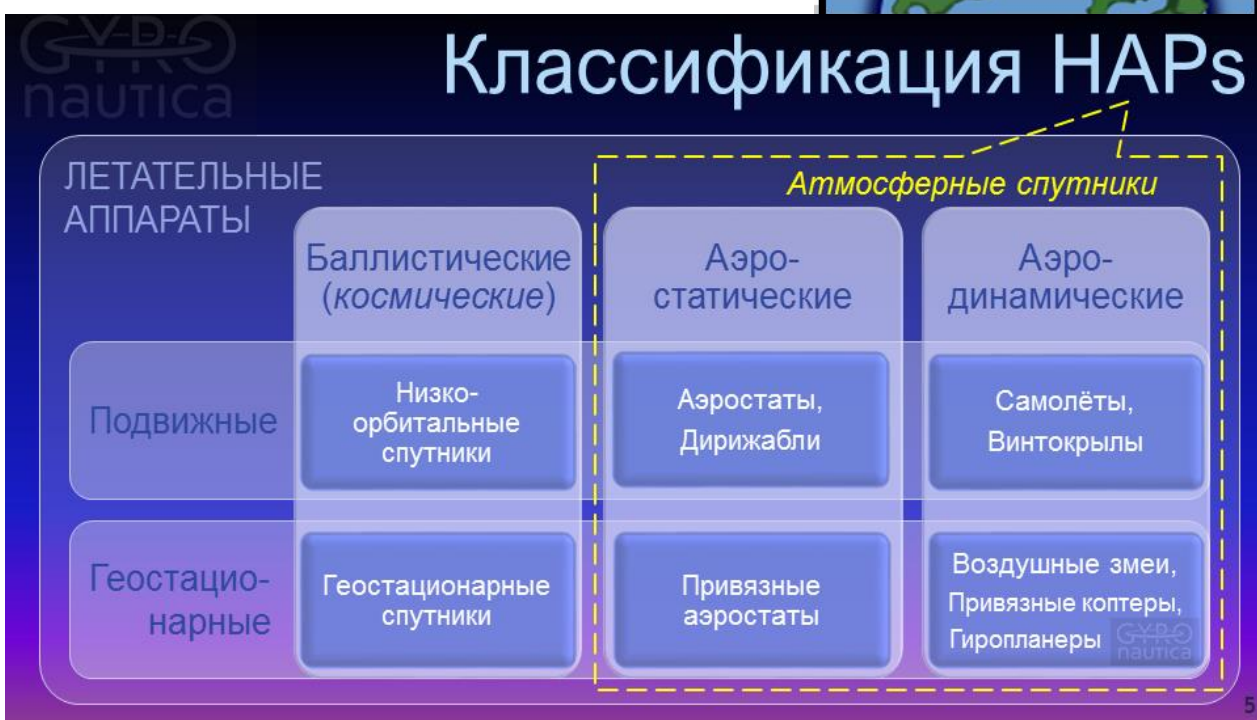 GYRO
nautica
Классификация HAPs
ЛЕТАТЕЛЬНЫЕ
АППАРАТЫ
Атмосферные спутники
Баллистические
(космические)
Аэро-
статические
Аэро-
динамические
Подвижные
Низко-
орбитальные
спутники
Аэростаты,
Дирижабли
Самолёты,
Винтокрылы
Геостацио-
нарные
Геостационарные
спутники
Привязные
аэростаты
Воздушные змеи,
Привязные коптеры,
Гиропланеры
GYRO
nautica
5